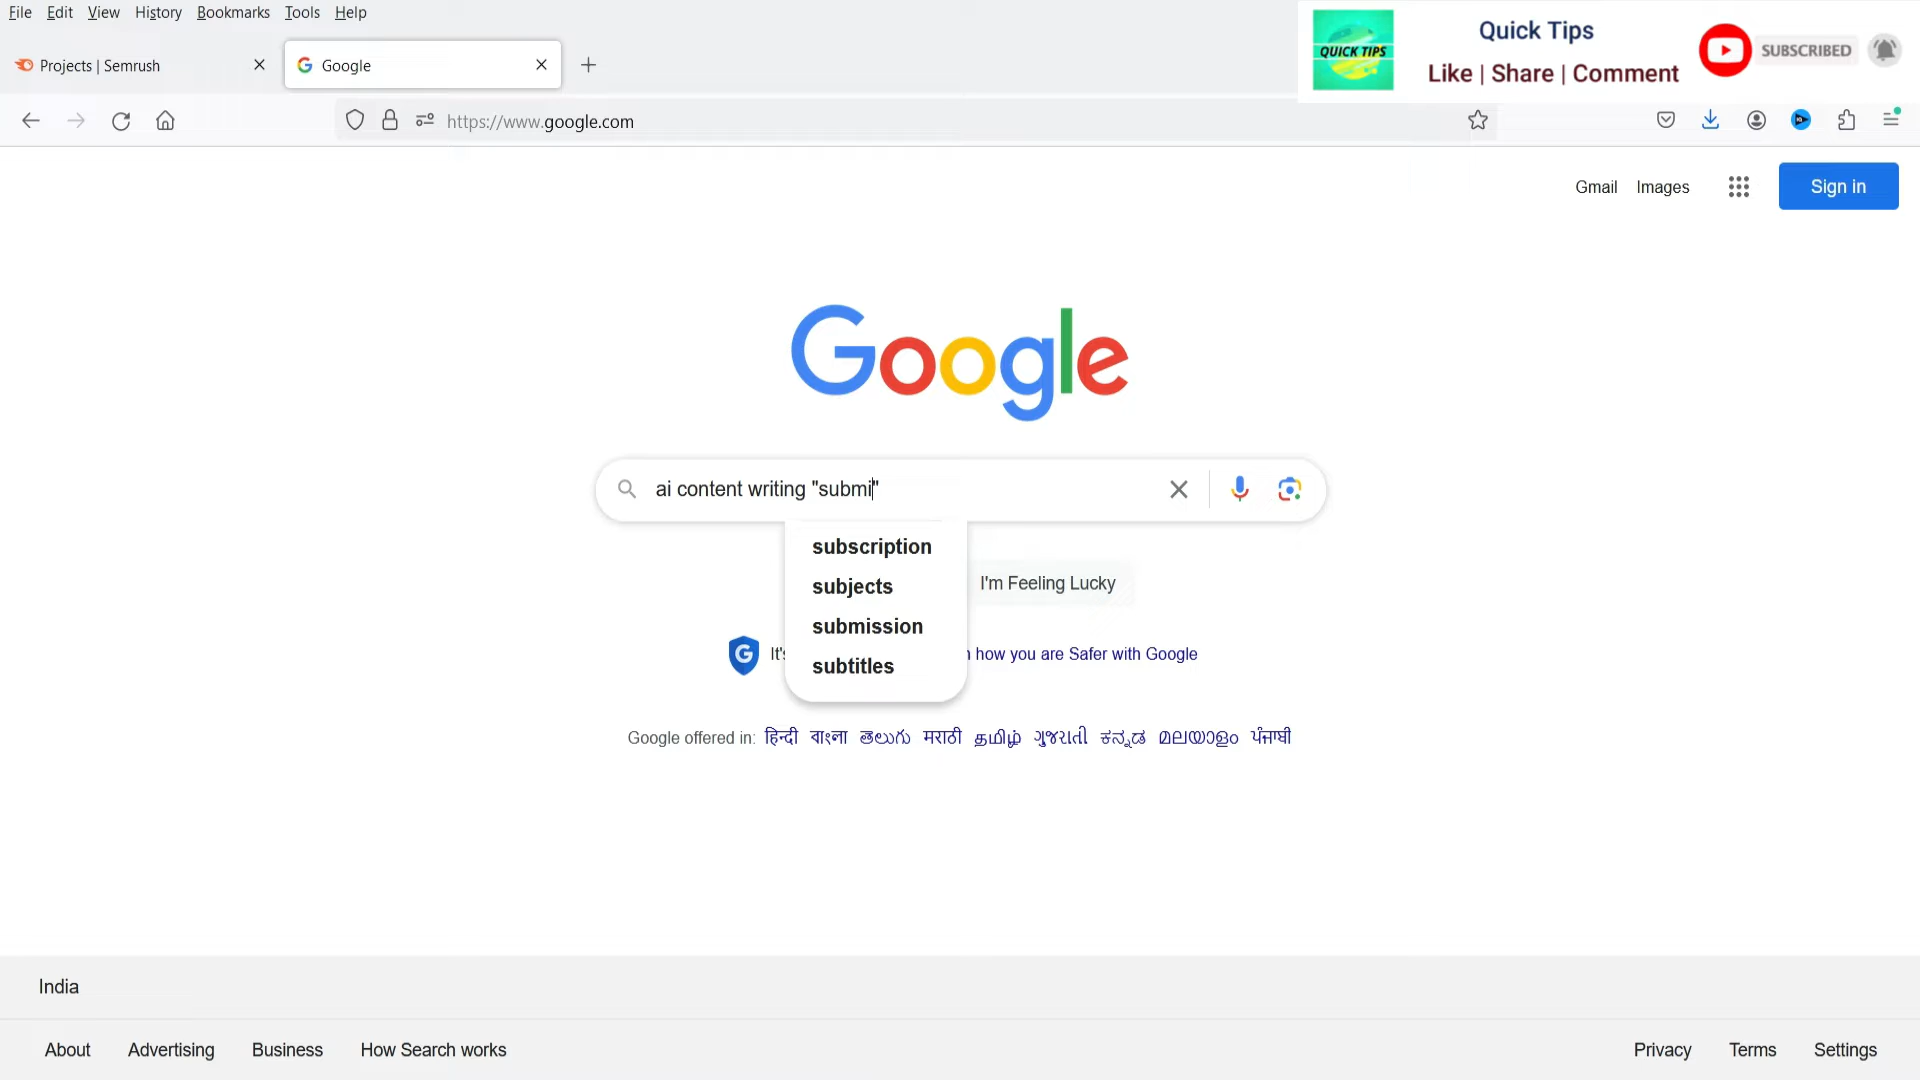 File Edit View History Bookmarks Tools Help
QUICK TIPS
Quick Tips
Like | Share | Comment
SUBSCRIBED
Projects | Semrush
Google
https://www.google.com
Gmail Images Sign in
Google
ai content writing "submi"
subscription
subjects
submission
subtitles
I'm Feeling Lucky
It's how you are Safer with Google
Google offered in: हिन्दी বাংলা తెలుగు मराठी தமிழ் ગુજરાતી ಕನ್ನಡ മലയാളം ਪੰਜਾਬੀ
India
About Advertising Business How Search works
Privacy Terms Settings